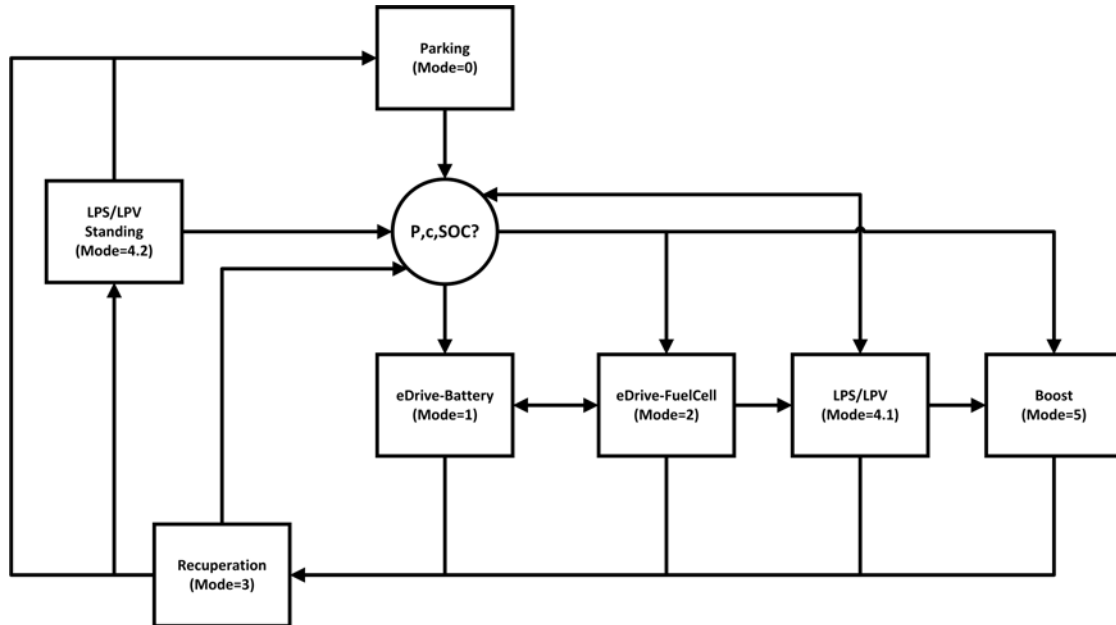 Parking
(Mode=0)
LPS/LPV
Standing
(Mode=4.2)
P,c,SOC?
eDrive-Battery
(Mode=1)
eDrive-FuelCell
(Mode=2)
LPS/LPV
(Mode=4.1)
Boost
(Mode=5)
Recuperation
(Mode=3)